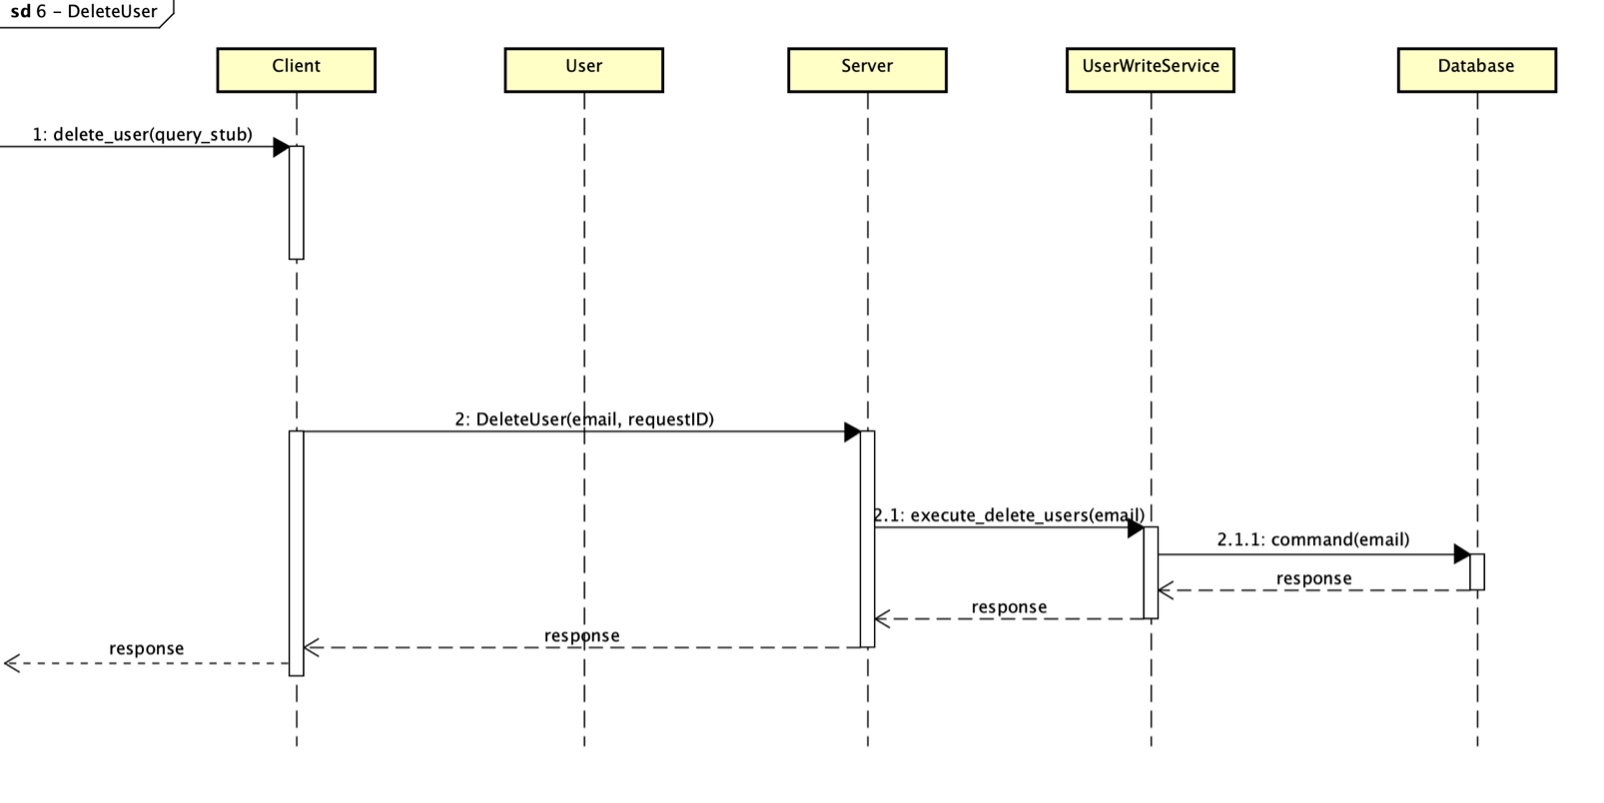 sd 6 – DeleteUser
Client
User
Server
UserWriteService
Database
1: delete_user(query_stub)
2: DeleteUser(email, requestID)
2.1: execute_delete_users(email)
2.1.1: command(email)
response
response
response
response